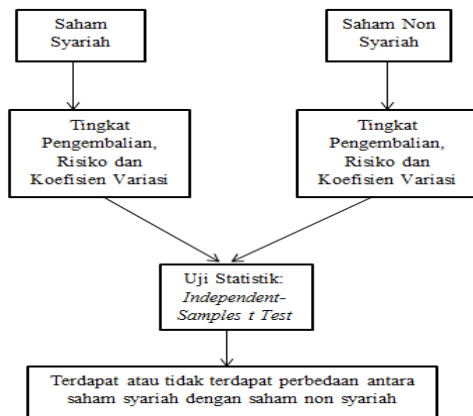 Saham
Syariah
Saham Non
Syariah
Tingkat
Pengembalian,
Risiko dan
Koefisien Variasi
Tingkat
Pengembalian,
Risiko dan
Koefisien Variasi
Uji Statistik:
Independent-
Samples t Test
Terdapat atau tidak terdapat perbedaan antara
saham syariah dengan saham non syariah